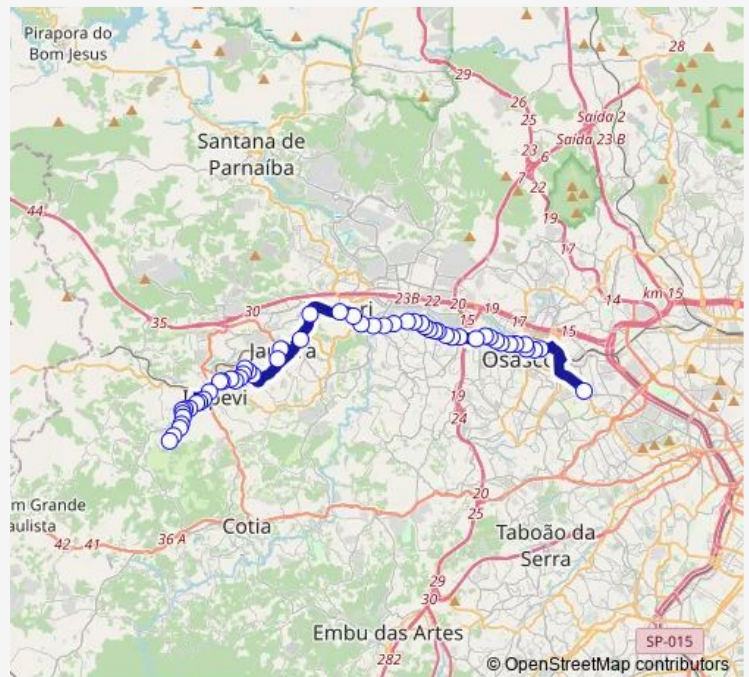 Pirapora do
Bom Jesus
28
29
26
25
Saída 2
Saída 23 B
Santana de
Parnaíba
23
6
7
22
19
44
17
14
km 15
30
23B
22
20
19
17
15
15
35
Osasco
19
24
m Grande
aulista
20
25
42
41
36 A
Cotia
Taboão da
Serra
29
30
Embu das Artes
282
SP-015
© OpenStreetMap contributors